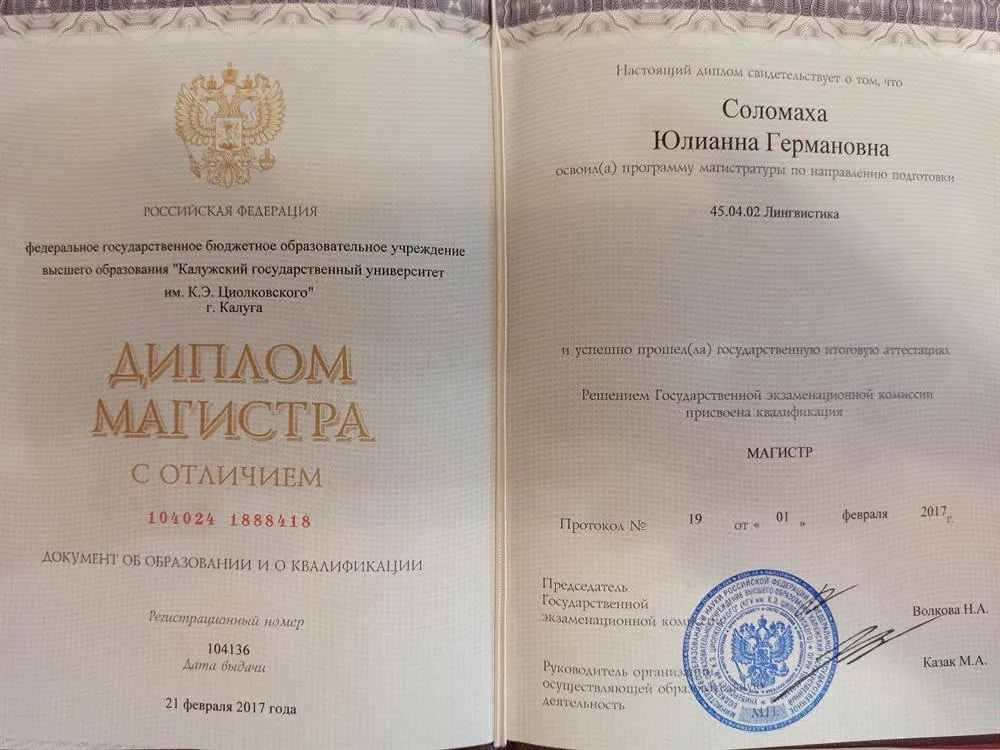 РОССИЙСКАЯ ФЕДЕРАЦИЯ
федеральное государственное бюджетное образовательное учреждение
высшего образования "Калужский государственный университет
им. К.Э. Циолковского"
г. Калуга
ДИПЛОМ
МАГИСТРА
С ОТЛИЧИЕМ
104024 1888418
ДОКУМЕНТ ОБ ОБРАЗОВАНИИ И О КВАЛИФИКАЦИИ
Регистрационный номер
104136
Дата выдачи
21 февраля 2017 года
Настоящий диплом свидетельствует о том, что
Соломаха
Юлианна Германовна
освоил(а) программу магистратуры по направлению подготовки
45.04.02 Лингвистика
и успешно прошел(ла) государственную итоговую аттестацию.
Решением Государственной экзаменационной комиссии
присвоена квалификация
МАГИСТР
Протокол № 19 от « 01 » февраля 2017 г.
Председатель
Государственной
экзаменационной
Волкова Н.А.
Руководитель
осуществляющей
деятельность
Казак М.А.
М.П.